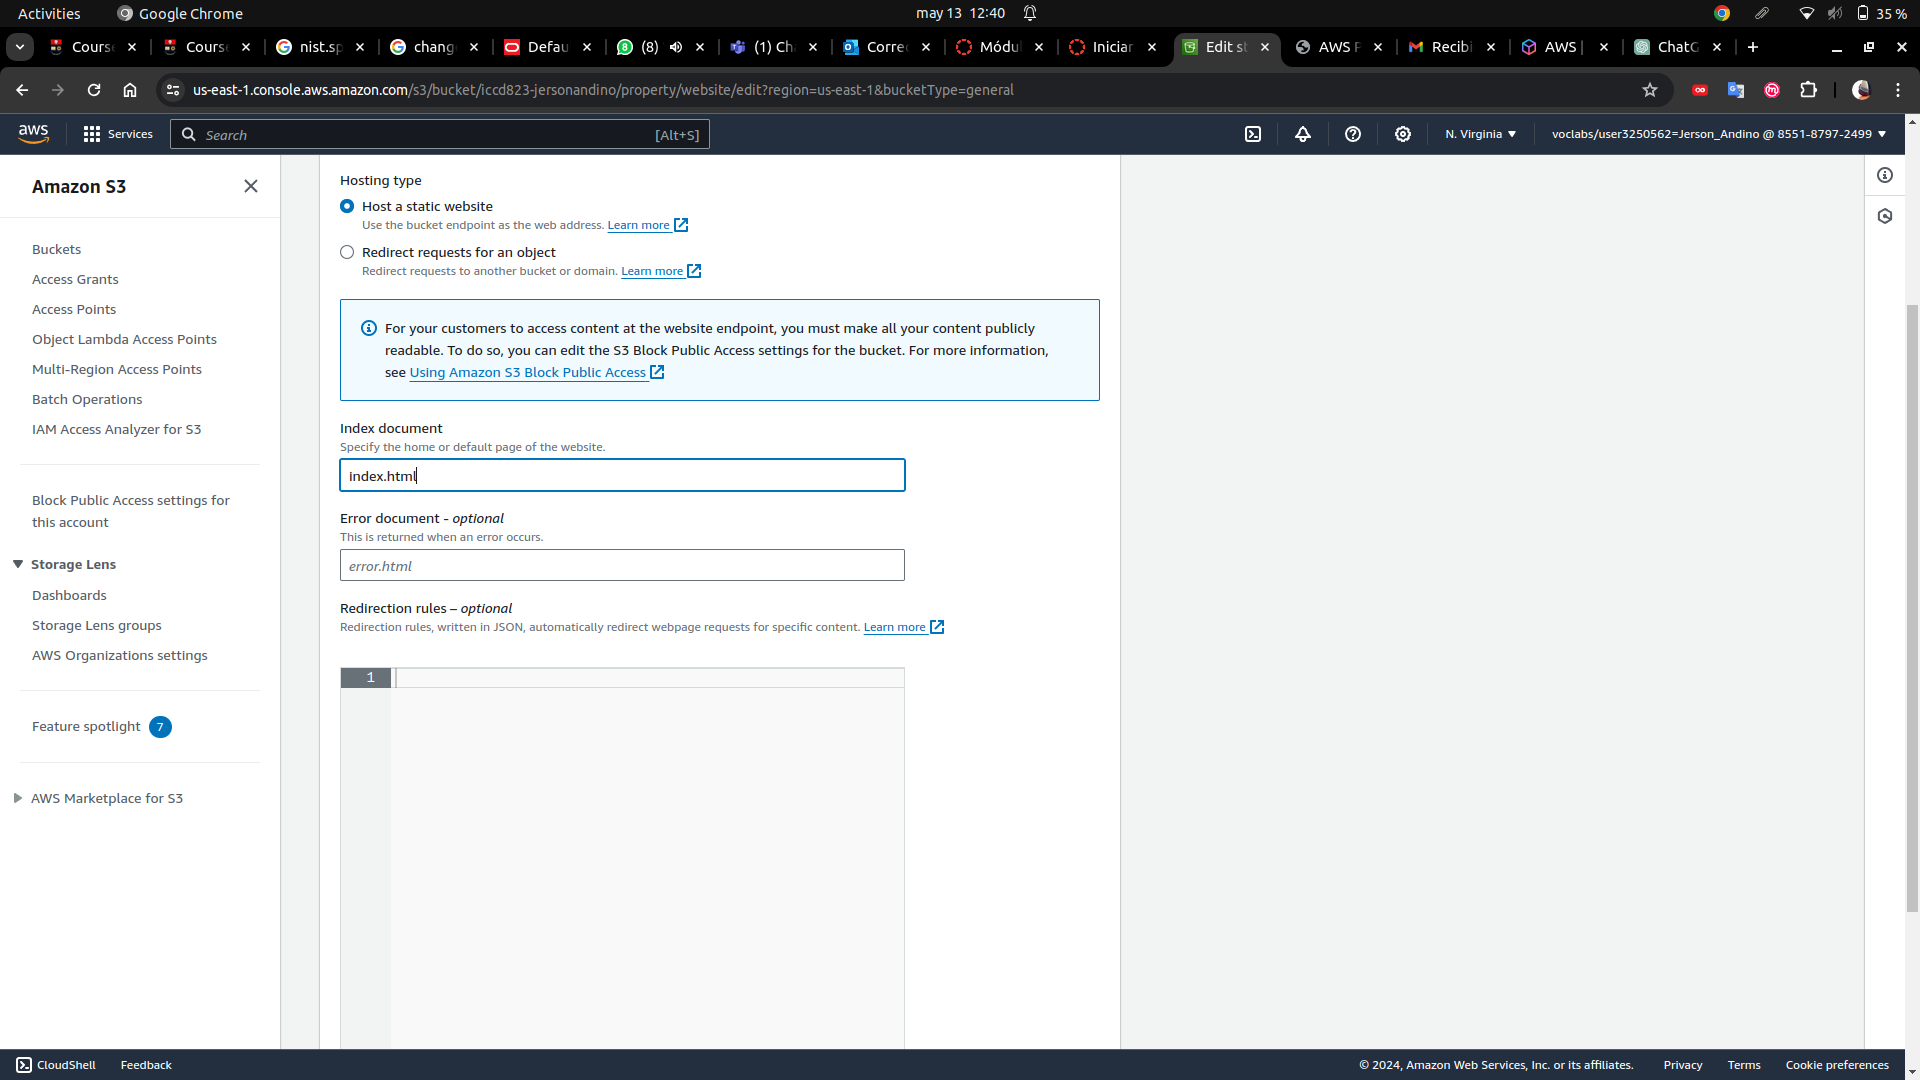 Activities
Google Chrome
may 13 12:40
35 %
Course
Course
nist.sp
chang
Defau
(8)
(1) Ch
Corre
Módul
Iniciar
Edit st
AWS P
Recibi
AWS |
ChatG
us-east-1.console.aws.amazon.com/s3/bucket/iccd823-jersonandino/property/website/edit?region=us-east-1&bucketType=general
aws
Services
Search
[Alt+S]
N. Virginia
voclabs/user3250562=Jerson_Andino @ 8551-8797-2499
Amazon S3
Buckets
Access Grants
Access Points
Object Lambda Access Points
Multi-Region Access Points
Batch Operations
IAM Access Analyzer for S3
Block Public Access settings for
this account
Storage Lens
Dashboards
Storage Lens groups
AWS Organizations settings
Feature spotlight 7
AWS Marketplace for S3
Hosting type
Host a static website
Use the bucket endpoint as the web address. Learn more
Redirect requests for an object
Redirect requests to another bucket or domain. Learn more
For your customers to access content at the website endpoint, you must make all your content publicly
readable. To do so, you can edit the S3 Block Public Access settings for the bucket. For more information,
see Using Amazon S3 Block Public Access
Index document
Specify the home or default page of the website.
index.html
Error document - optional
This is returned when an error occurs.
error.html
Redirection rules – optional
Redirection rules, written in JSON, automatically redirect webpage requests for specific content. Learn more
1
CloudShell
Feedback
© 2024, Amazon Web Services, Inc. or its affiliates.
Privacy
Terms
Cookie preferences